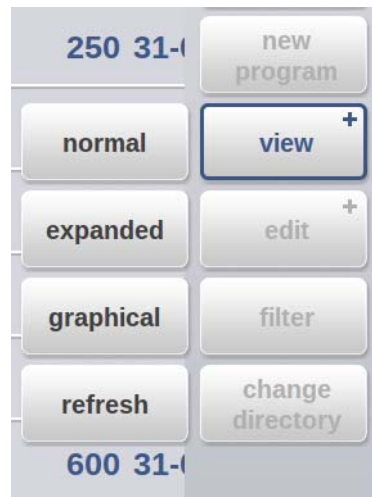 250 31-
new
program
normal
view
expanded
edit
graphical
filter
refresh
change
directory
600 31-